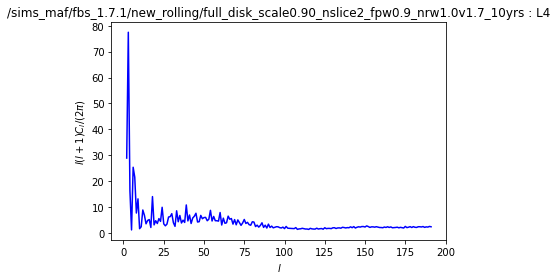 /sims_maf/fbs_1.7.1/new_rolling/full_disk_scale0.90_nslice2_fpw0.9_nrw1.0v1.7_10yrs : L4
80
70
60
50
40
30
20
10
0
l(l + 1)C_l/(2π)
0 25 50 75 100 125 150 175 200
l